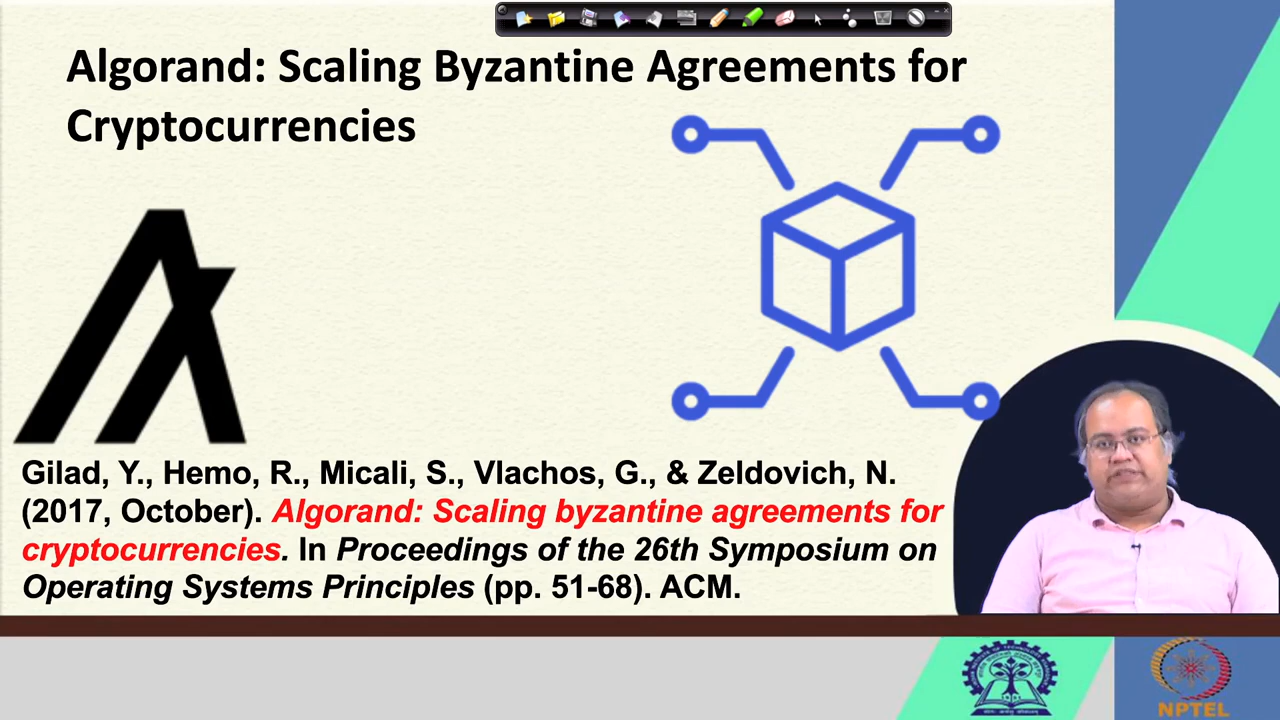 Algorand: Scaling Byzantine Agreements for
Cryptocurrencies
Gilad, Y., Hemo, R., Micali, S., Vlachos, G., & Zeldovich, N.
(2017, October). Algorand: Scaling byzantine agreements for
cryptocurrencies. In Proceedings of the 26th Symposium on
Operating Systems Principles (pp. 51-68). ACM.
NPTEL